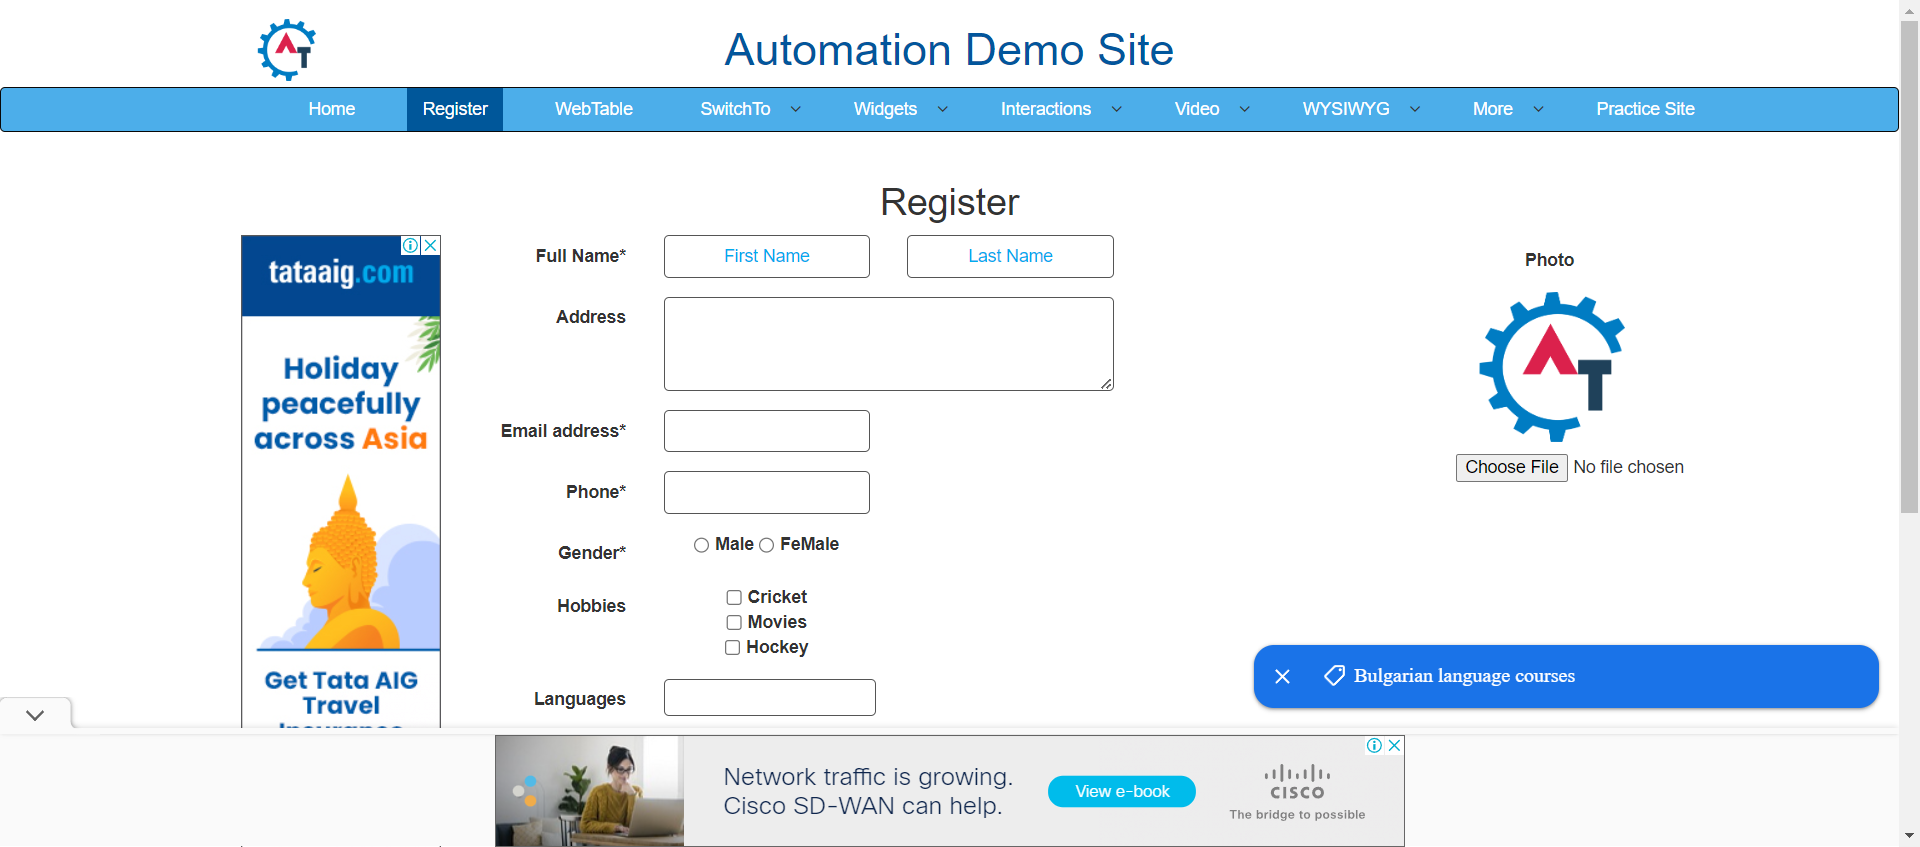 AT
Automation Demo Site
Home Register WebTable SwitchTo Widgets Interactions Video WYSIWYG More Practice Site
Register
tataaig.com
Holiday
peacefully
across Asia
Get Tata AIG
Travel
Full Name* First Name Last Name
Address
Email address*
Phone*
Gender* Male FeMale
Hobbies Cricket
Movies
Hockey
Languages
Photo
AT
Choose File No file chosen
Bulgarian language courses
Network traffic is growing.
Cisco SD-WAN can help.
View e-book
CISCO
The bridge to possible